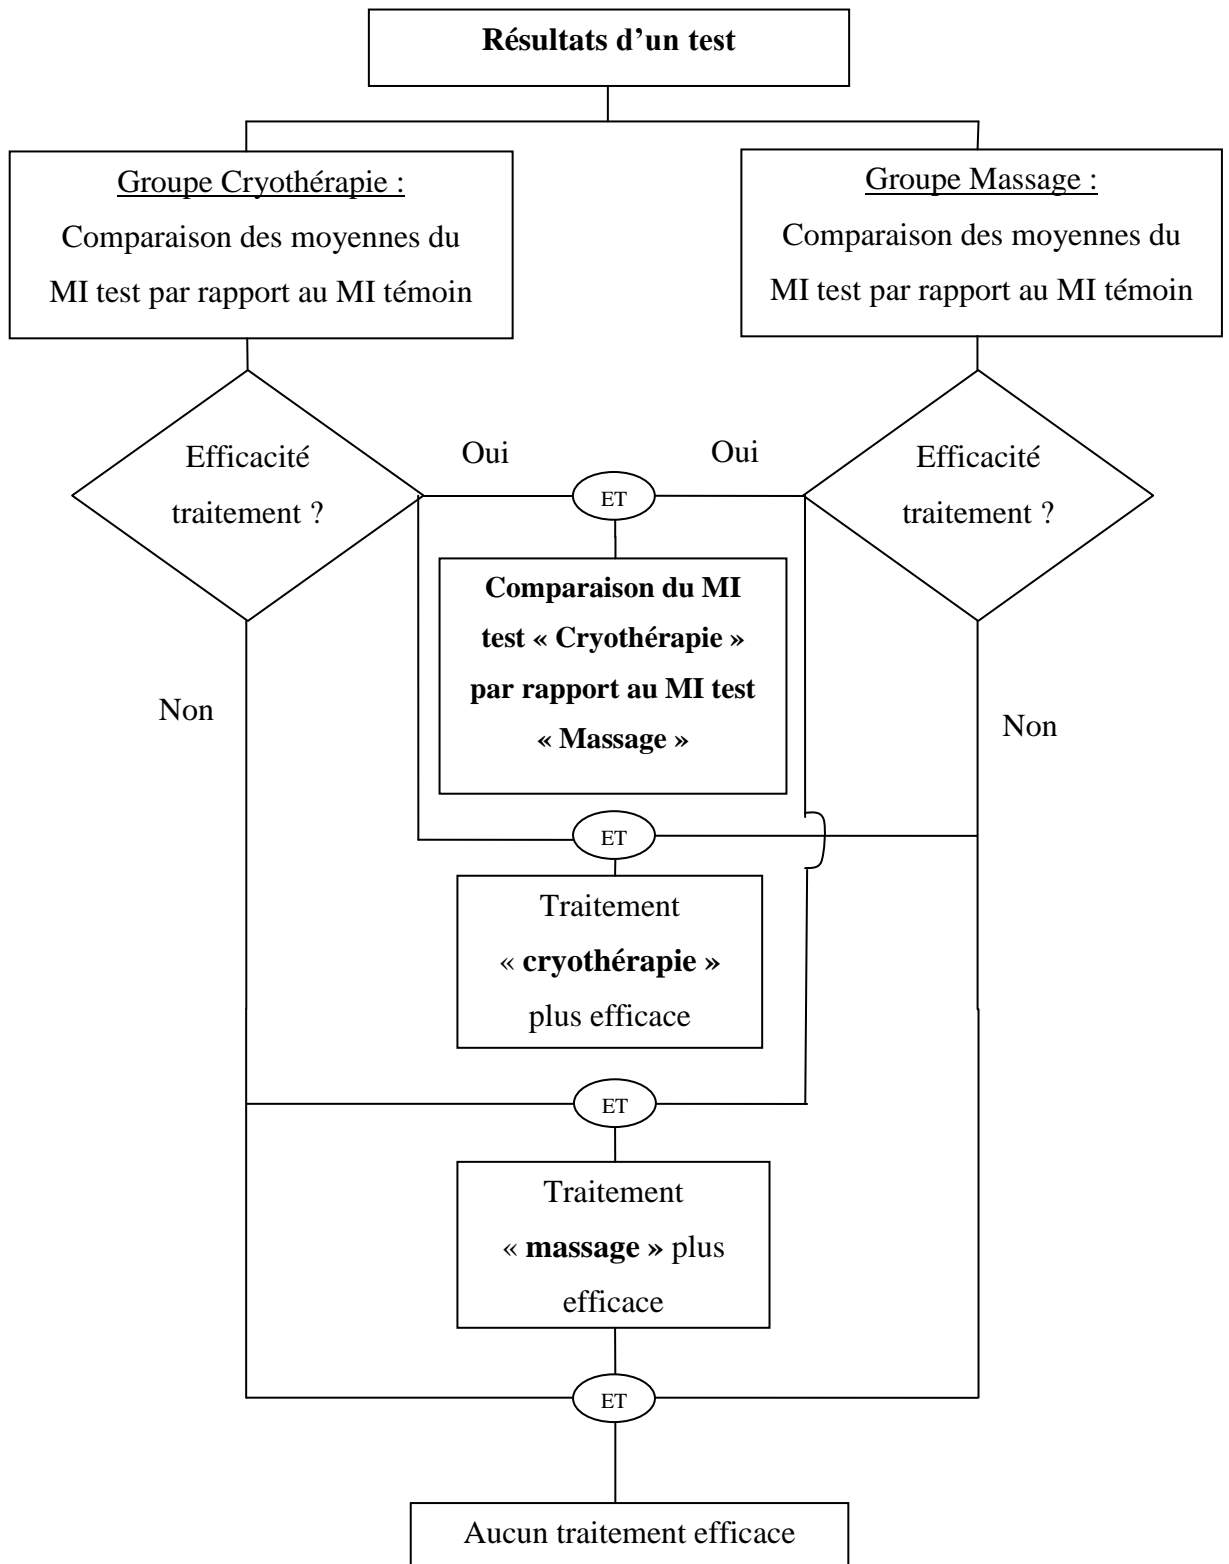 Résultats d'un test
Groupe Cryothérapie :
Comparaison des moyennes du
MI test par rapport au MI témoin
Groupe Massage :
Comparaison des moyennes du
MI test par rapport au MI témoin
Efficacité
traitement ?
Oui
ET
Oui
Efficacité
traitement ?
Comparaison du MI
test « Cryothérapie »
par rapport au MI test
« Massage »
Non
Non
ET
Traitement
« cryothérapie »
plus efficace
ET
Traitement
« massage » plus
efficace
ET
Aucun traitement efficace